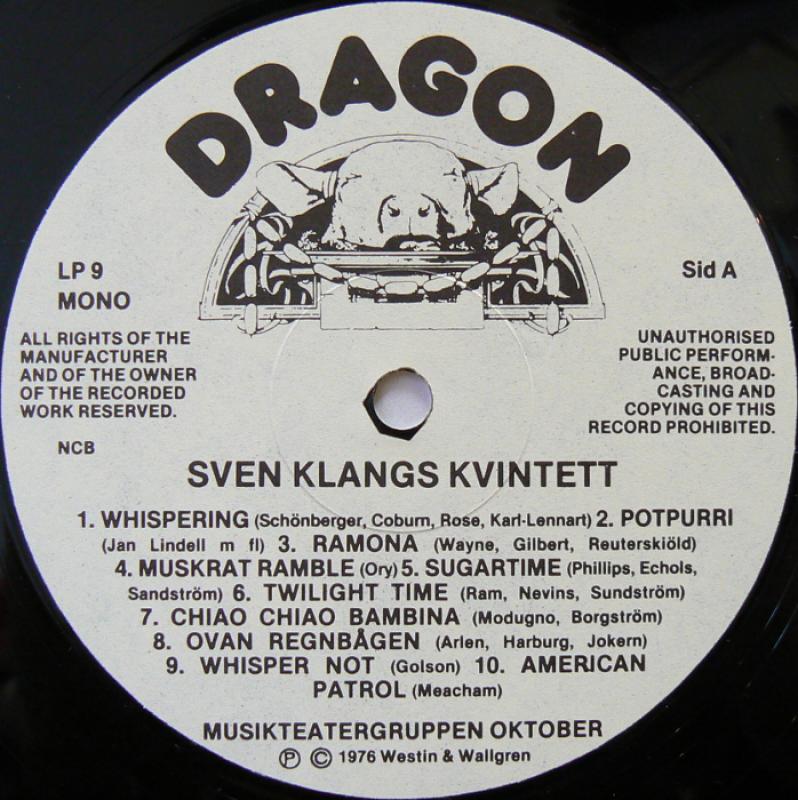 DRAGON
LP 9
MONO
Sid A
ALL RIGHTS OF THE
MANUFACTURER
AND OF THE OWNER
OF THE RECORDED
WORK RESERVED.
NCB
UNAUTHORISED
PUBLIC PERFORM-
ANCE, BROAD-
CASTING AND
COPYING OF THIS
RECORD PROHIBITED.
SVEN KLANGS KVINTETT
1. WHISPERING (Schönberger, Coburn, Rose, Karl-Lennart) 2. POTPURRI
(Jan Lindell m fl) 3. RAMONA (Wayne, Gilbert, Reuterskiöld)
4. MUSKRAT RAMBLE (Ory) 5. SUGARTIME (Phillips, Echols,
Sandström) 6. TWILIGHT TIME (Ram, Nevins, Sundström)
7. CHIAO CHIAO BAMBINA (Modugno, Borgström)
8. OVAN REGNBÅGEN (Arlen, Harburg, Jokern)
9. WHISPER NOT (Golson) 10. AMERICAN
PATROL (Meacham)
MUSIKTEATERGRUPPEN OKTOBER
℗ © 1976 Westin & Wallgren